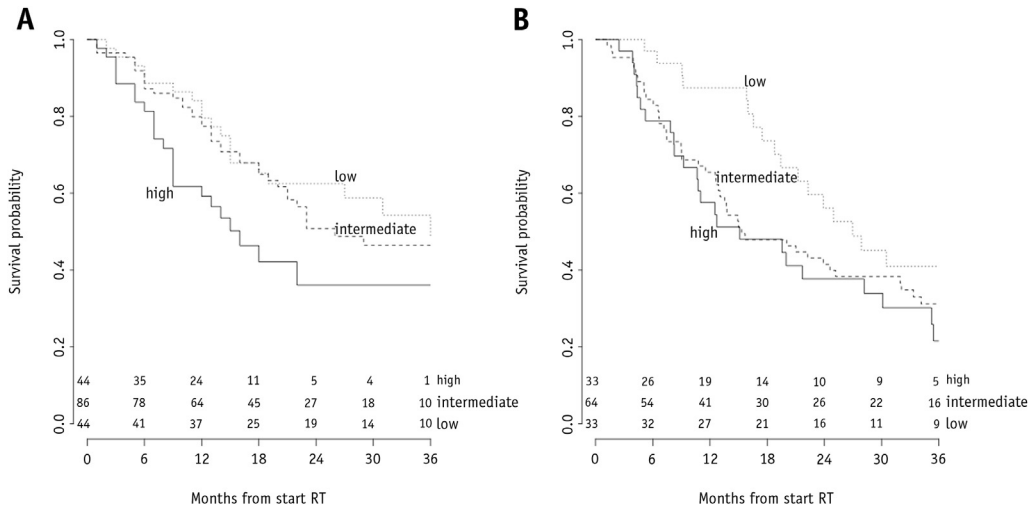 A
Survival probability
1.0
0.8
0.6
0.4
0.2
0.0
low
intermediate
high
44 35 24 11 5 4 1 high
86 78 64 45 27 18 10 intermediate
44 41 37 25 19 14 10 low
0 6 12 18 24 30 36
Months from start RT
B
Survival probability
1.0
0.8
0.6
0.4
0.2
0.0
low
intermediate
high
33 26 19 14 10 9 5 high
64 54 41 30 26 22 16 intermediate
33 32 27 21 16 11 9 low
0 6 12 18 24 30 36
Months from start RT